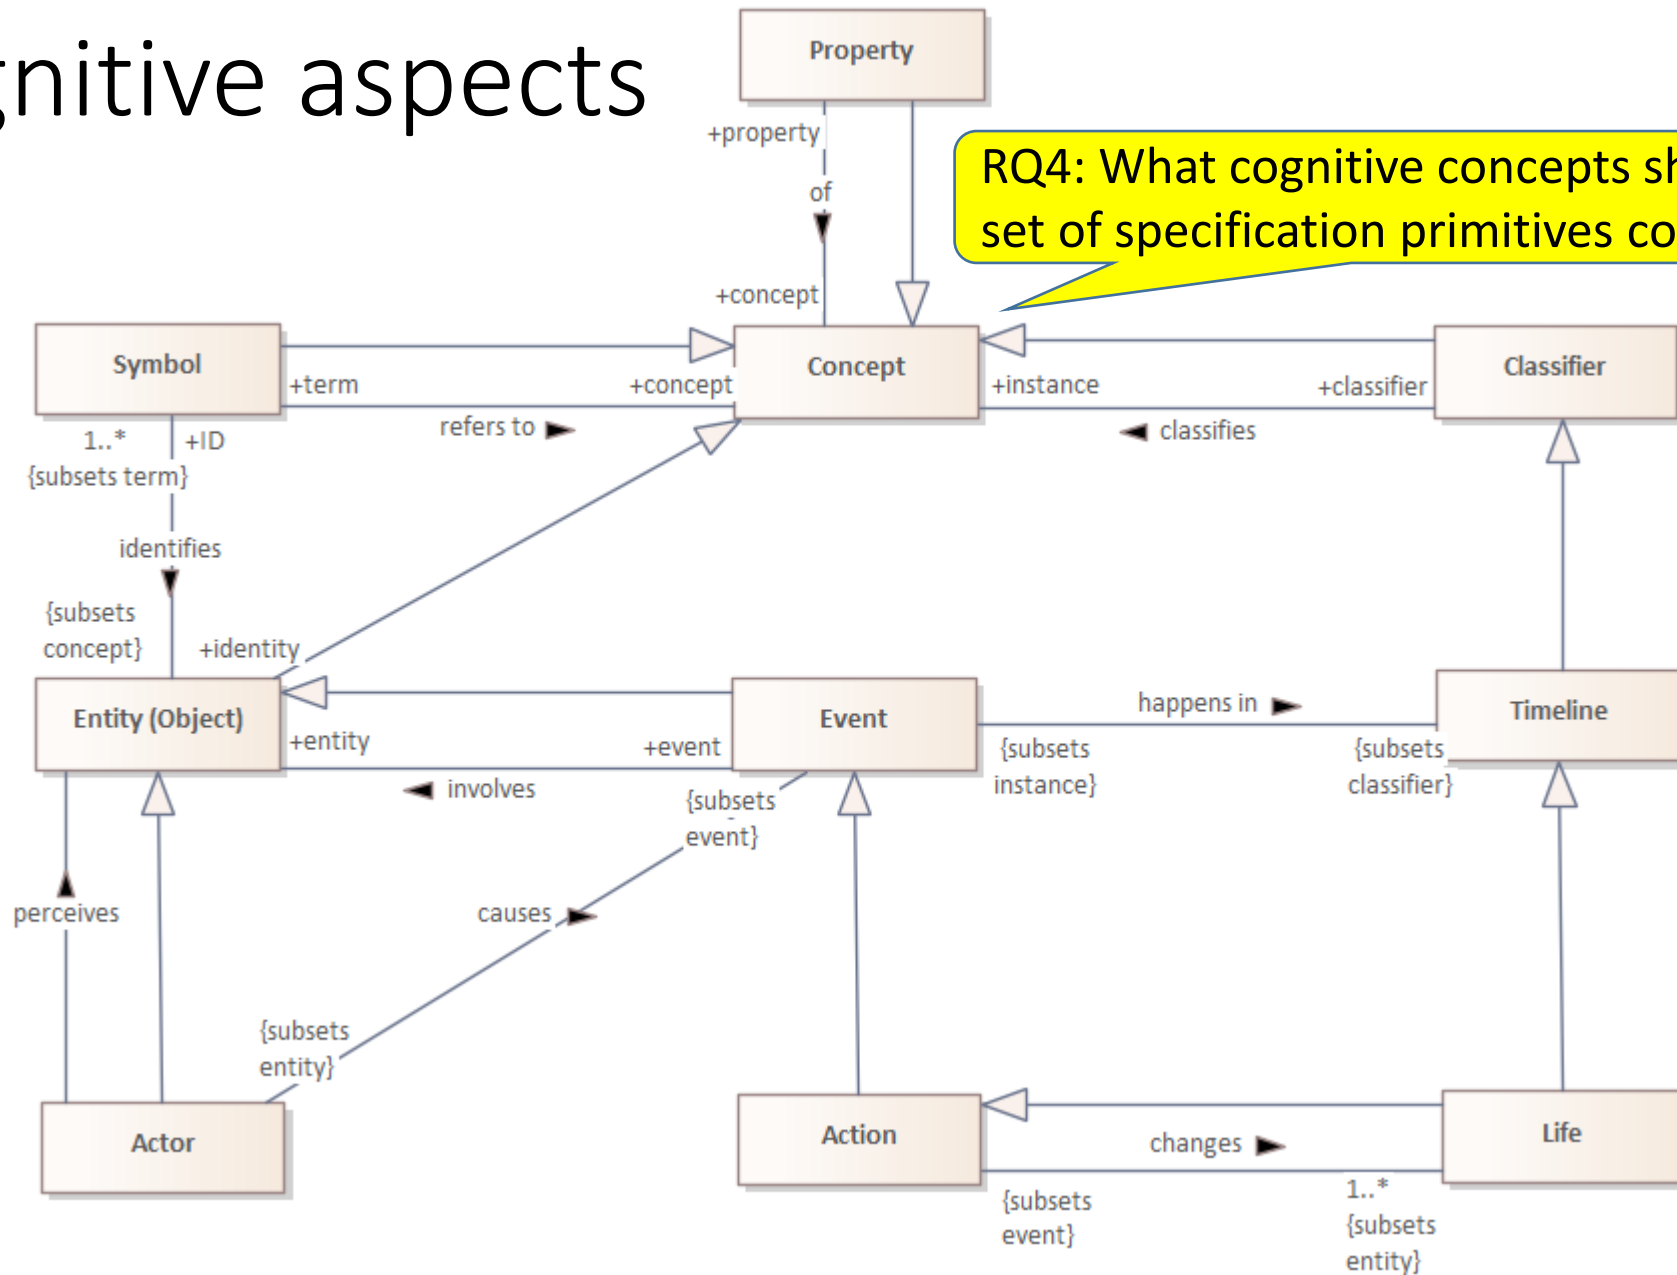 gnitive aspects
Property
+property
of
+concept
RQ4: What cognitive concepts sh
set of specification primitives co
Symbol
Concept
Classifier
+term
+concept
+instance
+classifier
refers to
classifies
1..*
+ID
{subsets term}
identifies
{subsets
concept}
+identity
Entity (Object)
Event
Timeline
+entity
+event
involves
happens in
{subsets
instance}
{subsets
classifier}
{subsets
event}
perceives
causes
{subsets
entity}
Actor
Action
Life
changes
{subsets
event}
1..*
{subsets
entity}